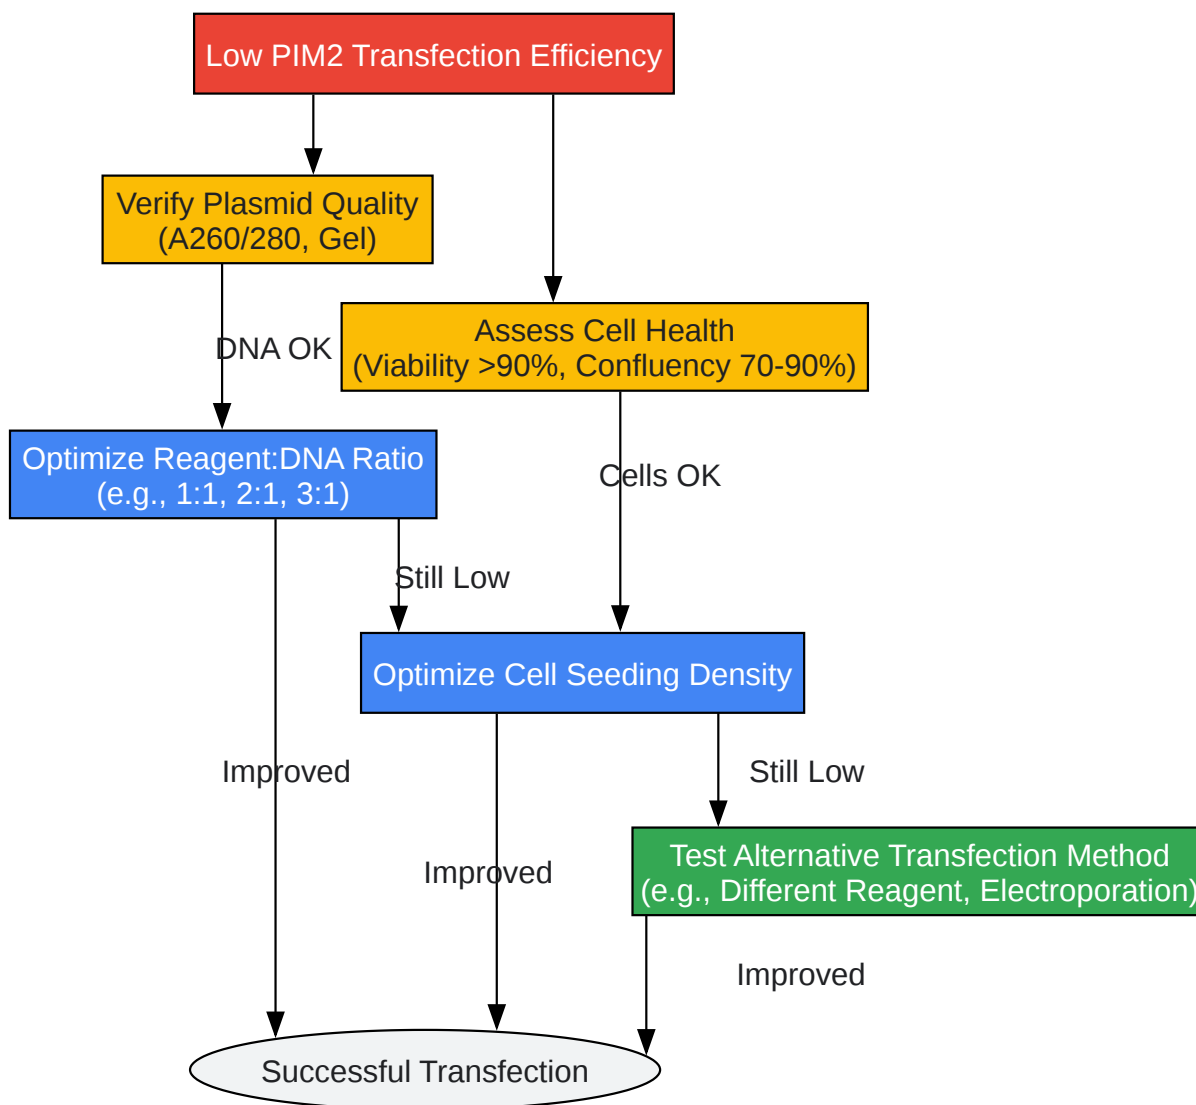 Low PIM2 Transfection Efficiency
Verify Plasmid Quality
(A260/280, Gel)
DNA OK
Assess Cell Health
(Viability >90%, Confluency 70-90%)
Optimize Reagent:DNA Ratio
(e.g., 1:1, 2:1, 3:1)
Cells OK
Still Low
Optimize Cell Seeding Density
Improved
Still Low
Improved
Test Alternative Transfection Method
(e.g., Different Reagent, Electroporation)
Improved
Successful Transfection